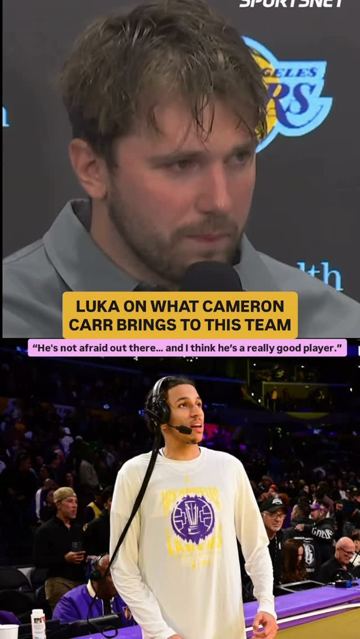 SPORTSNET
LUKA ON WHAT CAMERON
CARR BRINGS TO THIS TEAM
“He's not afraid out there... and I think he’s a really good player.”